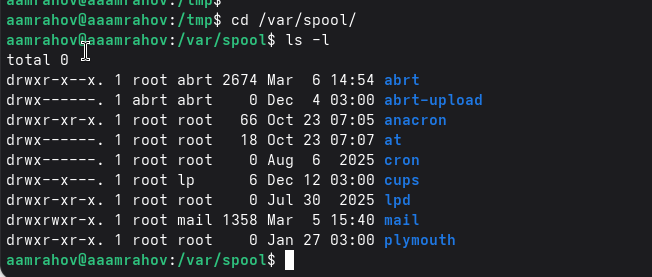 aamrahov@aaamrahov:/tmp$
aamrahov@aaamrahov:/tmp$ cd /var/spool/
aamrahov@aaamrahov:/var/spool$ ls -l
total 0
drwxr-x--x. 1 root abrt 2674 Mar  6 14:54 abrt
drwx------. 1 abrt abrt    0 Dec  4 03:00 abrt-upload
drwxr-xr-x. 1 root root   66 Oct 23 07:05 anacron
drwx------. 1 root root   18 Oct 23 07:07 at
drwx------. 1 root root    0 Aug  6  2025 cron
drwx--x---. 1 root lp      6 Dec 12 03:00 cups
drwxr-xr-x. 1 root root    0 Jul 30  2025 lpd
drwxrwxr-x. 1 root mail 1358 Mar  5 15:40 mail
drwxr-xr-x. 1 root root    0 Jan 27 03:00 plymouth
aamrahov@aaamrahov:/var/spool$